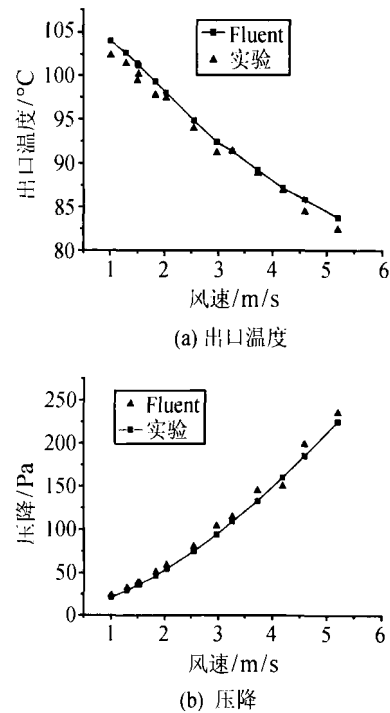 Fluent
实验
105
100
95
90
85
80
出口温度/°C
1 2 3 4 5 6
风速/m/s
(a) 出口温度
Fluent
实验
250
200
150
100
50
0
压降/Pa
1 2 3 4 5 6
风速/m/s
(b) 压降